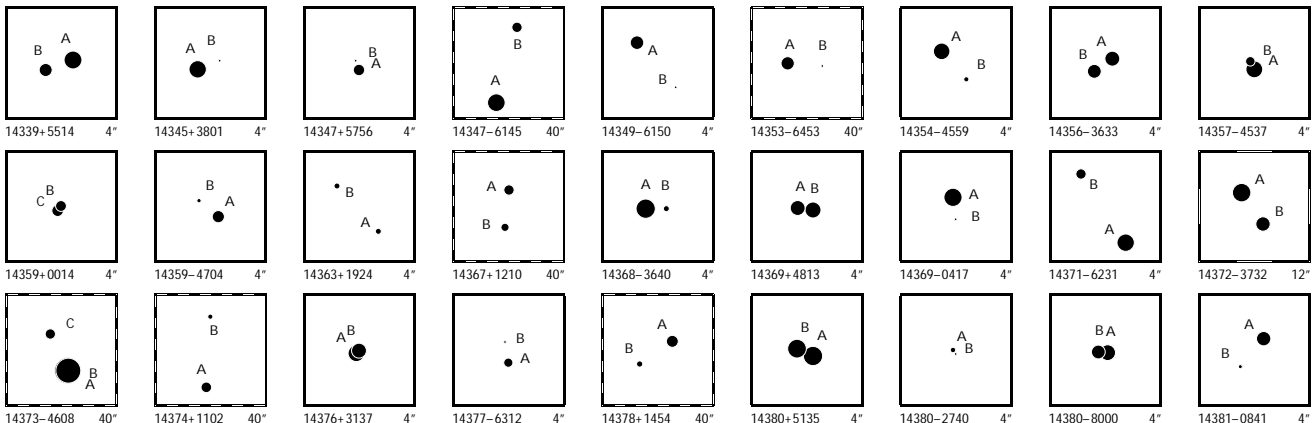 A B
14339+5514 4″
A B
14345+3801 4″
B A
14347+5756 4″
B A
14347−6145 40″
A B
14349−6150 4″
A B
14353−6453 40″
A B
14354−4559 4″
A B
14356−3633 4″
B A
14357−4537 4″
B C
14359+0014 4″
B A
14359−4704 4″
B A
14363+1924 4″
A B
14367+1210 40″
A B
14368−3640 4″
A B
14369+4813 4″
A B
14369-0417 4″
B A
14371−6231 4″
A B
14372−3732 12″
C B A
14373−4608 40″
B A
14374+1102 40″
B A
14376+3137 4″
B A
14377−6312 4″
A B
14378+1454 40″
B A
14380+5135 4″
A B
14380−2740 4″
B A
14380−8000 4″
A B
14381−0841 4″